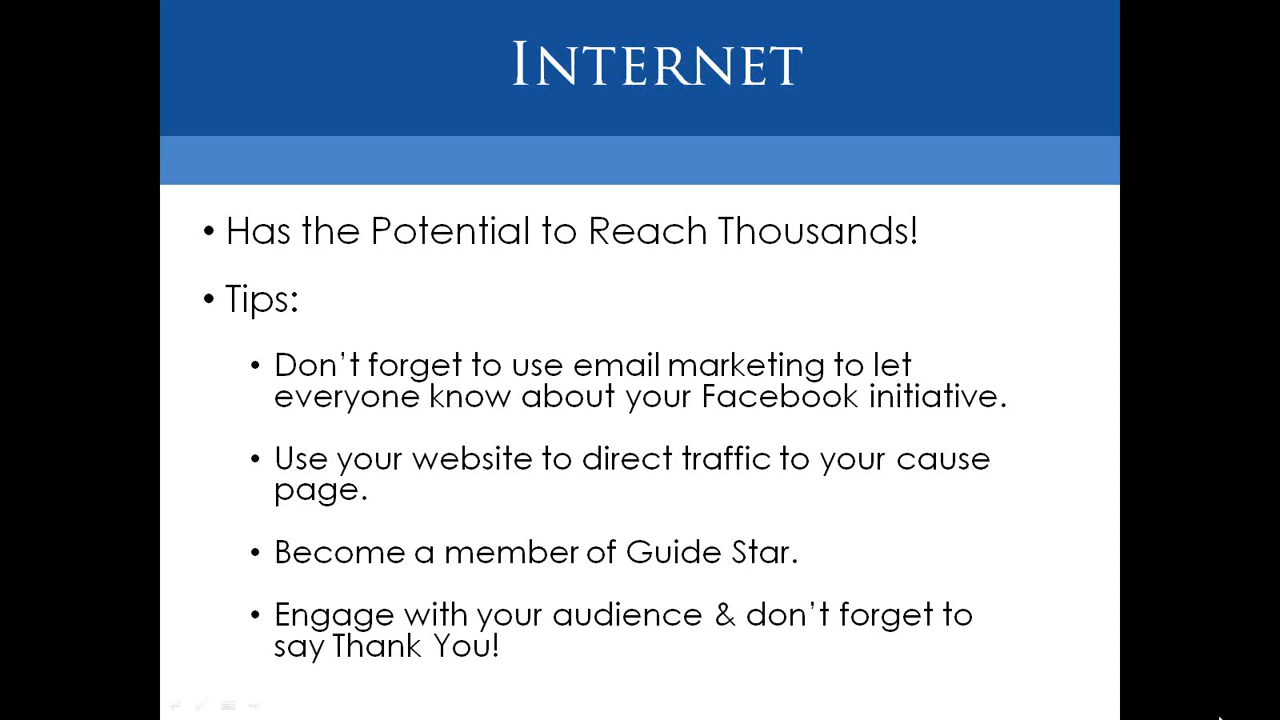 INTERNET
• Has the Potential to Reach Thousands!
• Tips:
• Don’t forget to use email marketing to let
everyone know about your Facebook initiative.
• Use your website to direct traffic to your cause
page.
• Become a member of Guide Star.
• Engage with your audience & don’t forget to
say Thank You!